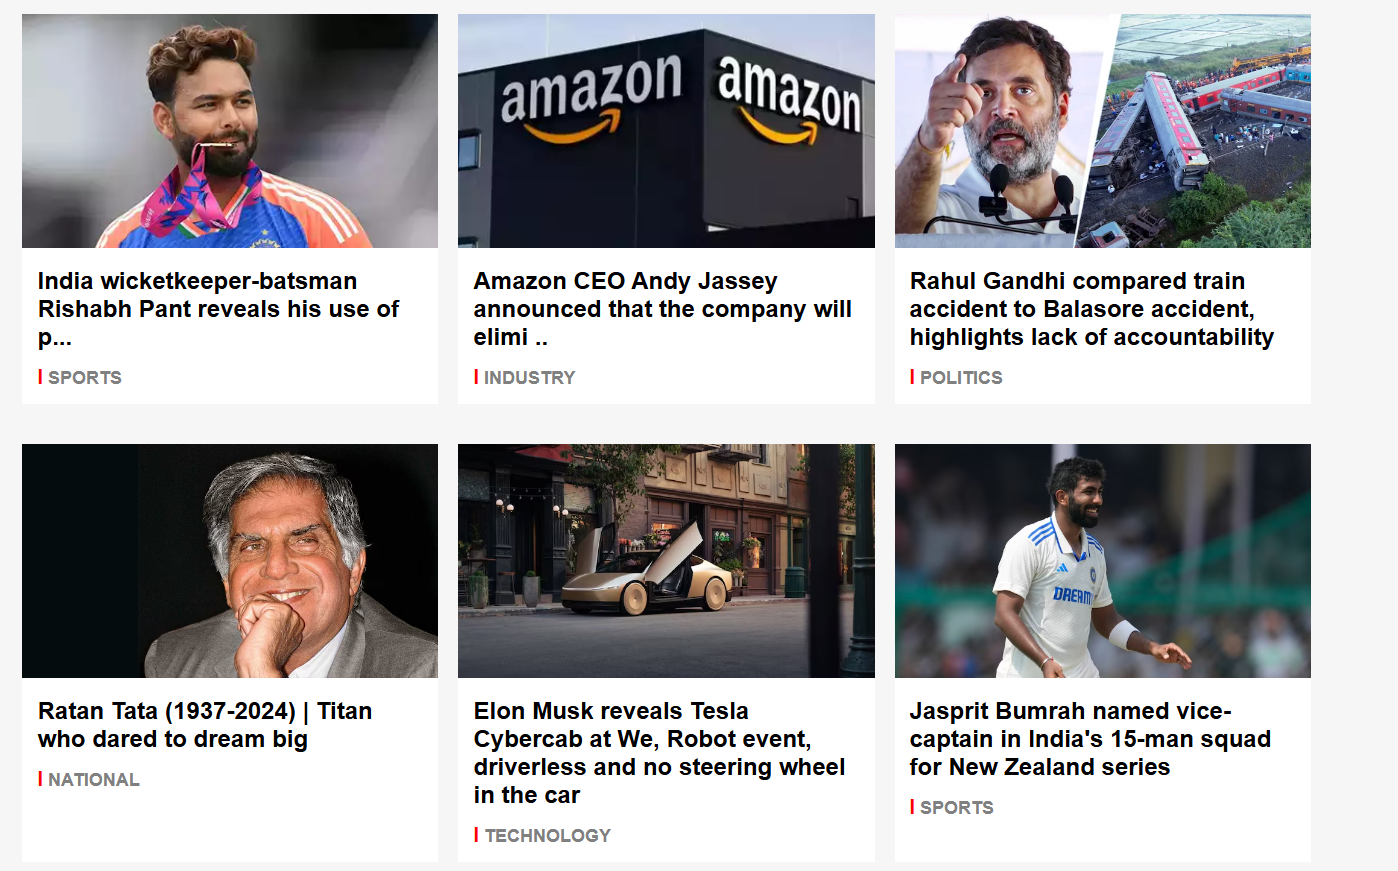 amazon
amazon
India wicketkeeper-batsman
Rishabh Pant reveals his use of
p...
SPORTS
Amazon CEO Andy Jassey
announced that the company will
elimi ..
INDUSTRY
Rahul Gandhi compared train
accident to Balasore accident,
highlights lack of accountability
POLITICS
DREAM
Ratan Tata (1937-2024) | Titan
who dared to dream big
NATIONAL
Elon Musk reveals Tesla
Cybercab at We, Robot event,
driverless and no steering wheel
in the car
TECHNOLOGY
Jasprit Bumrah named vice-
captain in India's 15-man squad
for New Zealand series
SPORTS